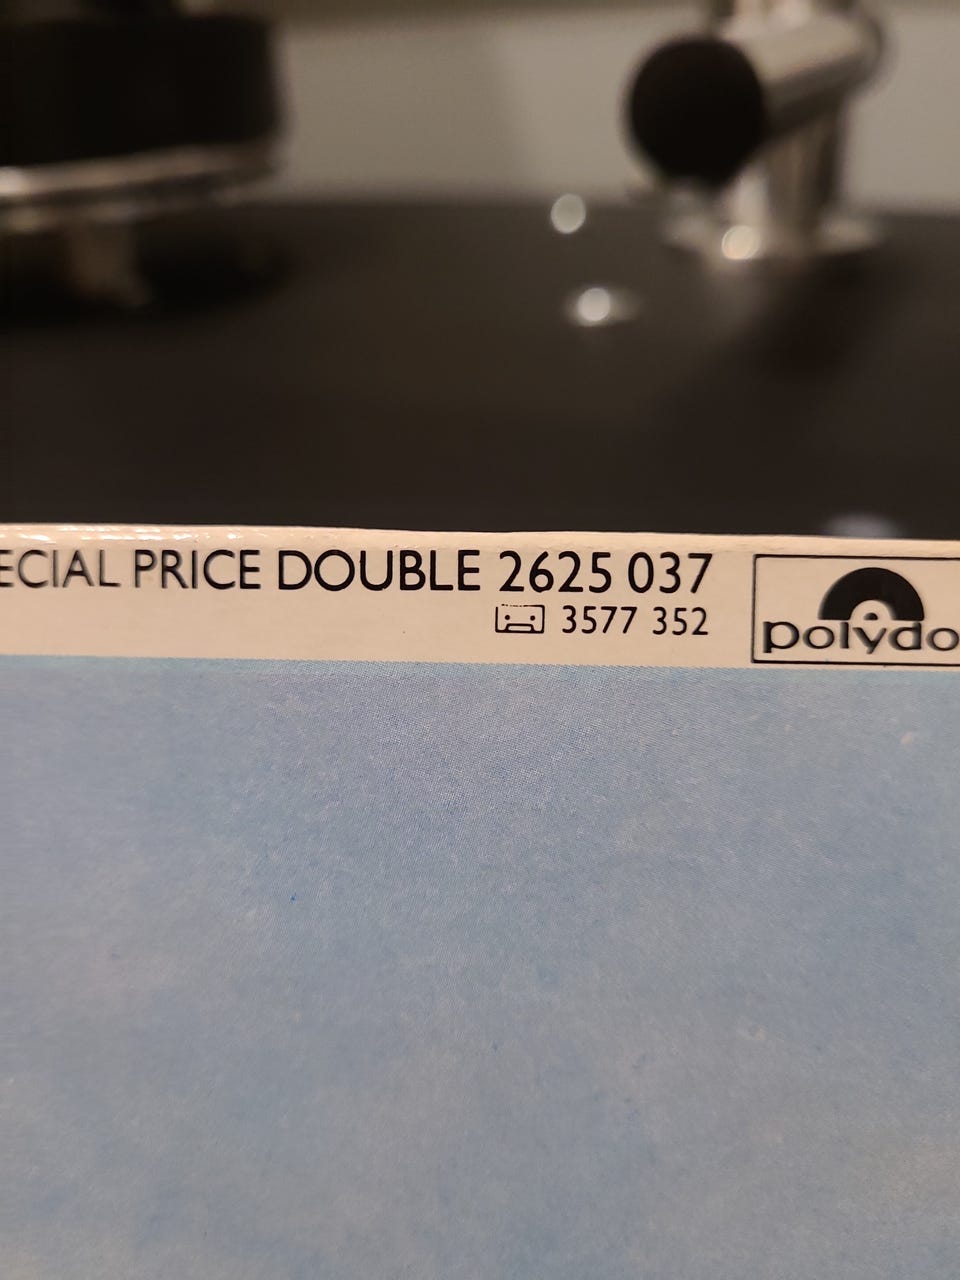 ECIAL PRICE DOUBLE 2625 037
3577 352
polydo